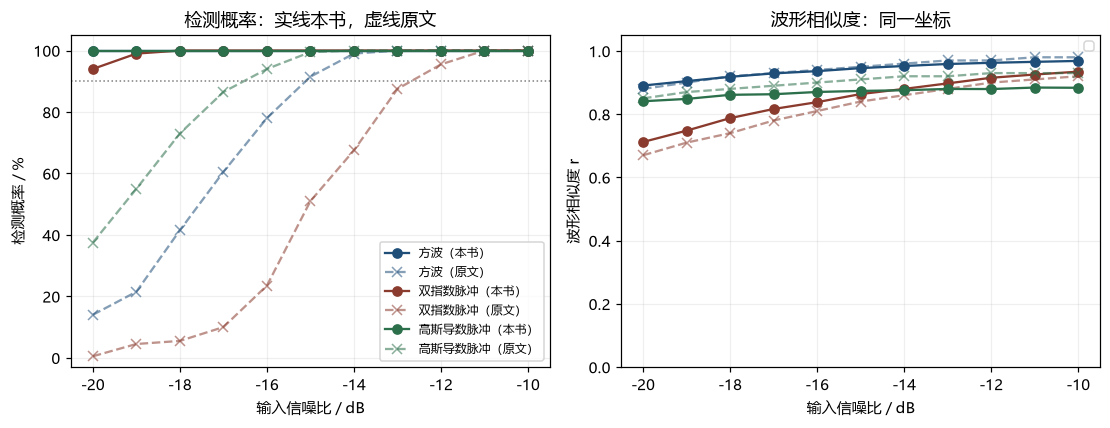 检测概率：实线本书，虚线原文
100
80
60
40
20
0
检测概率 / %
-20
-18
-16
-14
-12
-10
输入信噪比 / dB
方波（本书）
方波（原文）
双指数脉冲（本书）
双指数脉冲（原文）
高斯导数脉冲（本书）
高斯导数脉冲（原文）
波形相似度：同一坐标
1.0
0.8
0.6
0.4
0.2
0.0
波形相似度 r
-20
-18
-16
-14
-12
-10
输入信噪比 / dB